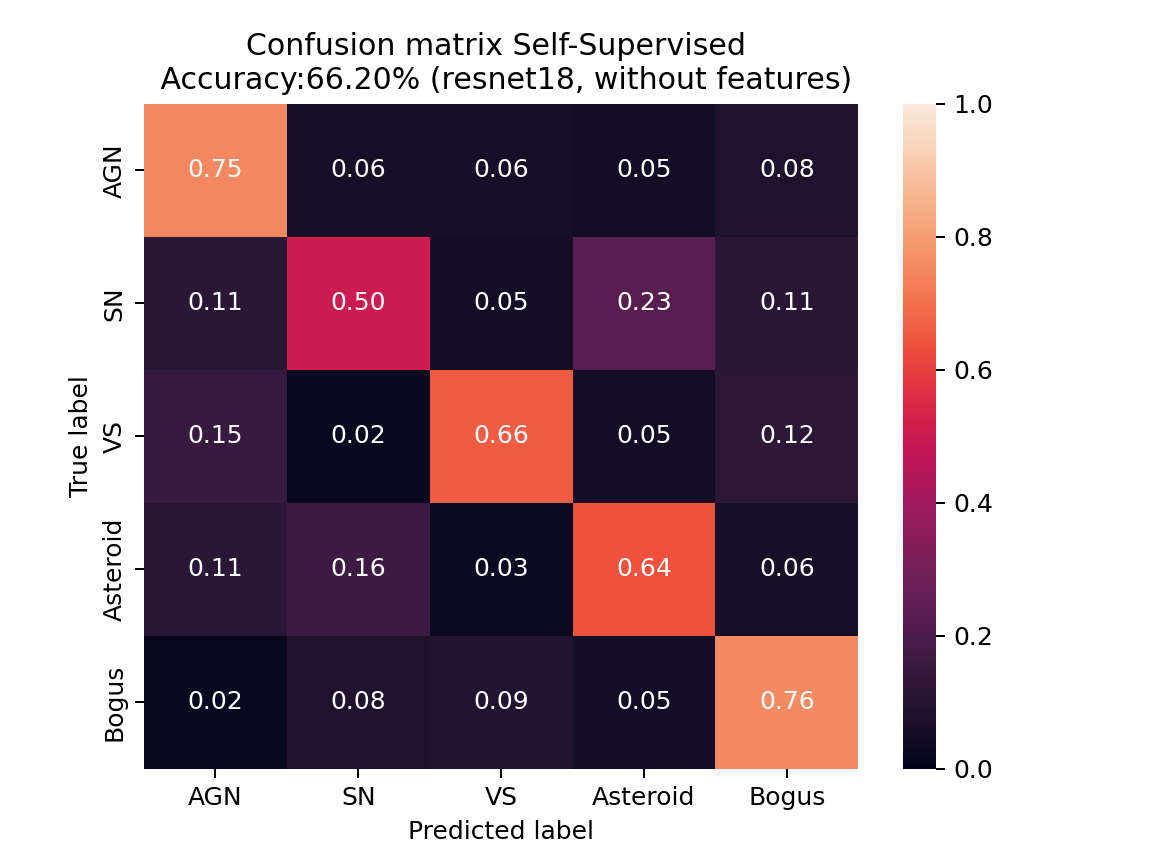 Confusion matrix Self-Supervised
Accuracy:66.20% (resnet18, without features)
True label
AGN 0.75 0.06 0.06 0.05 0.08
SN 0.11 0.50 0.05 0.23 0.11
VS 0.15 0.02 0.66 0.05 0.12
Asteroid 0.11 0.16 0.03 0.64 0.06
Bogus 0.02 0.08 0.09 0.05 0.76
AGN SN VS Asteroid Bogus
Predicted label
1.0
0.8
0.6
0.4
0.2
0.0